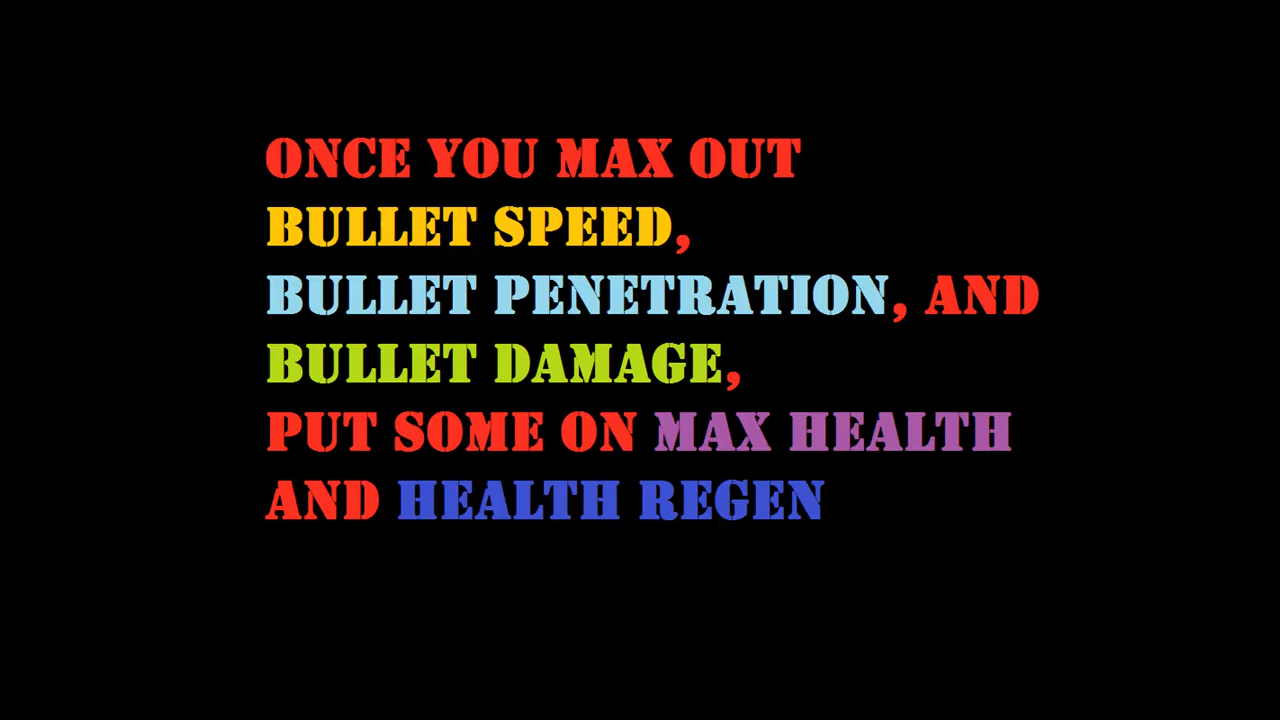 ONCE YOU MAX OUT
BULLET SPEED,
BULLET PENETRATION, AND
BULLET DAMAGE,
PUT SOME ON MAX HEALTH
AND HEALTH REGEN